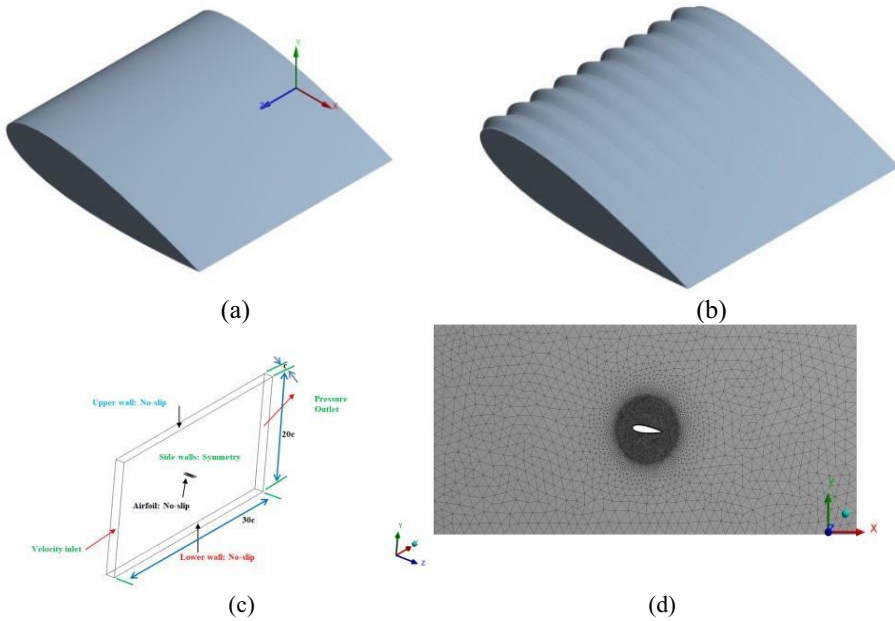 Y
Z
X
(a)
(b)
c
Upper wall: No-slip
Pressure
Outlet
20c
Side walls: Symmetry
Airfoil: No-slip
30c
Velocity inlet
Lower wall: No-slip
Y
X
Z
(c)
Y
Z
X
(d)